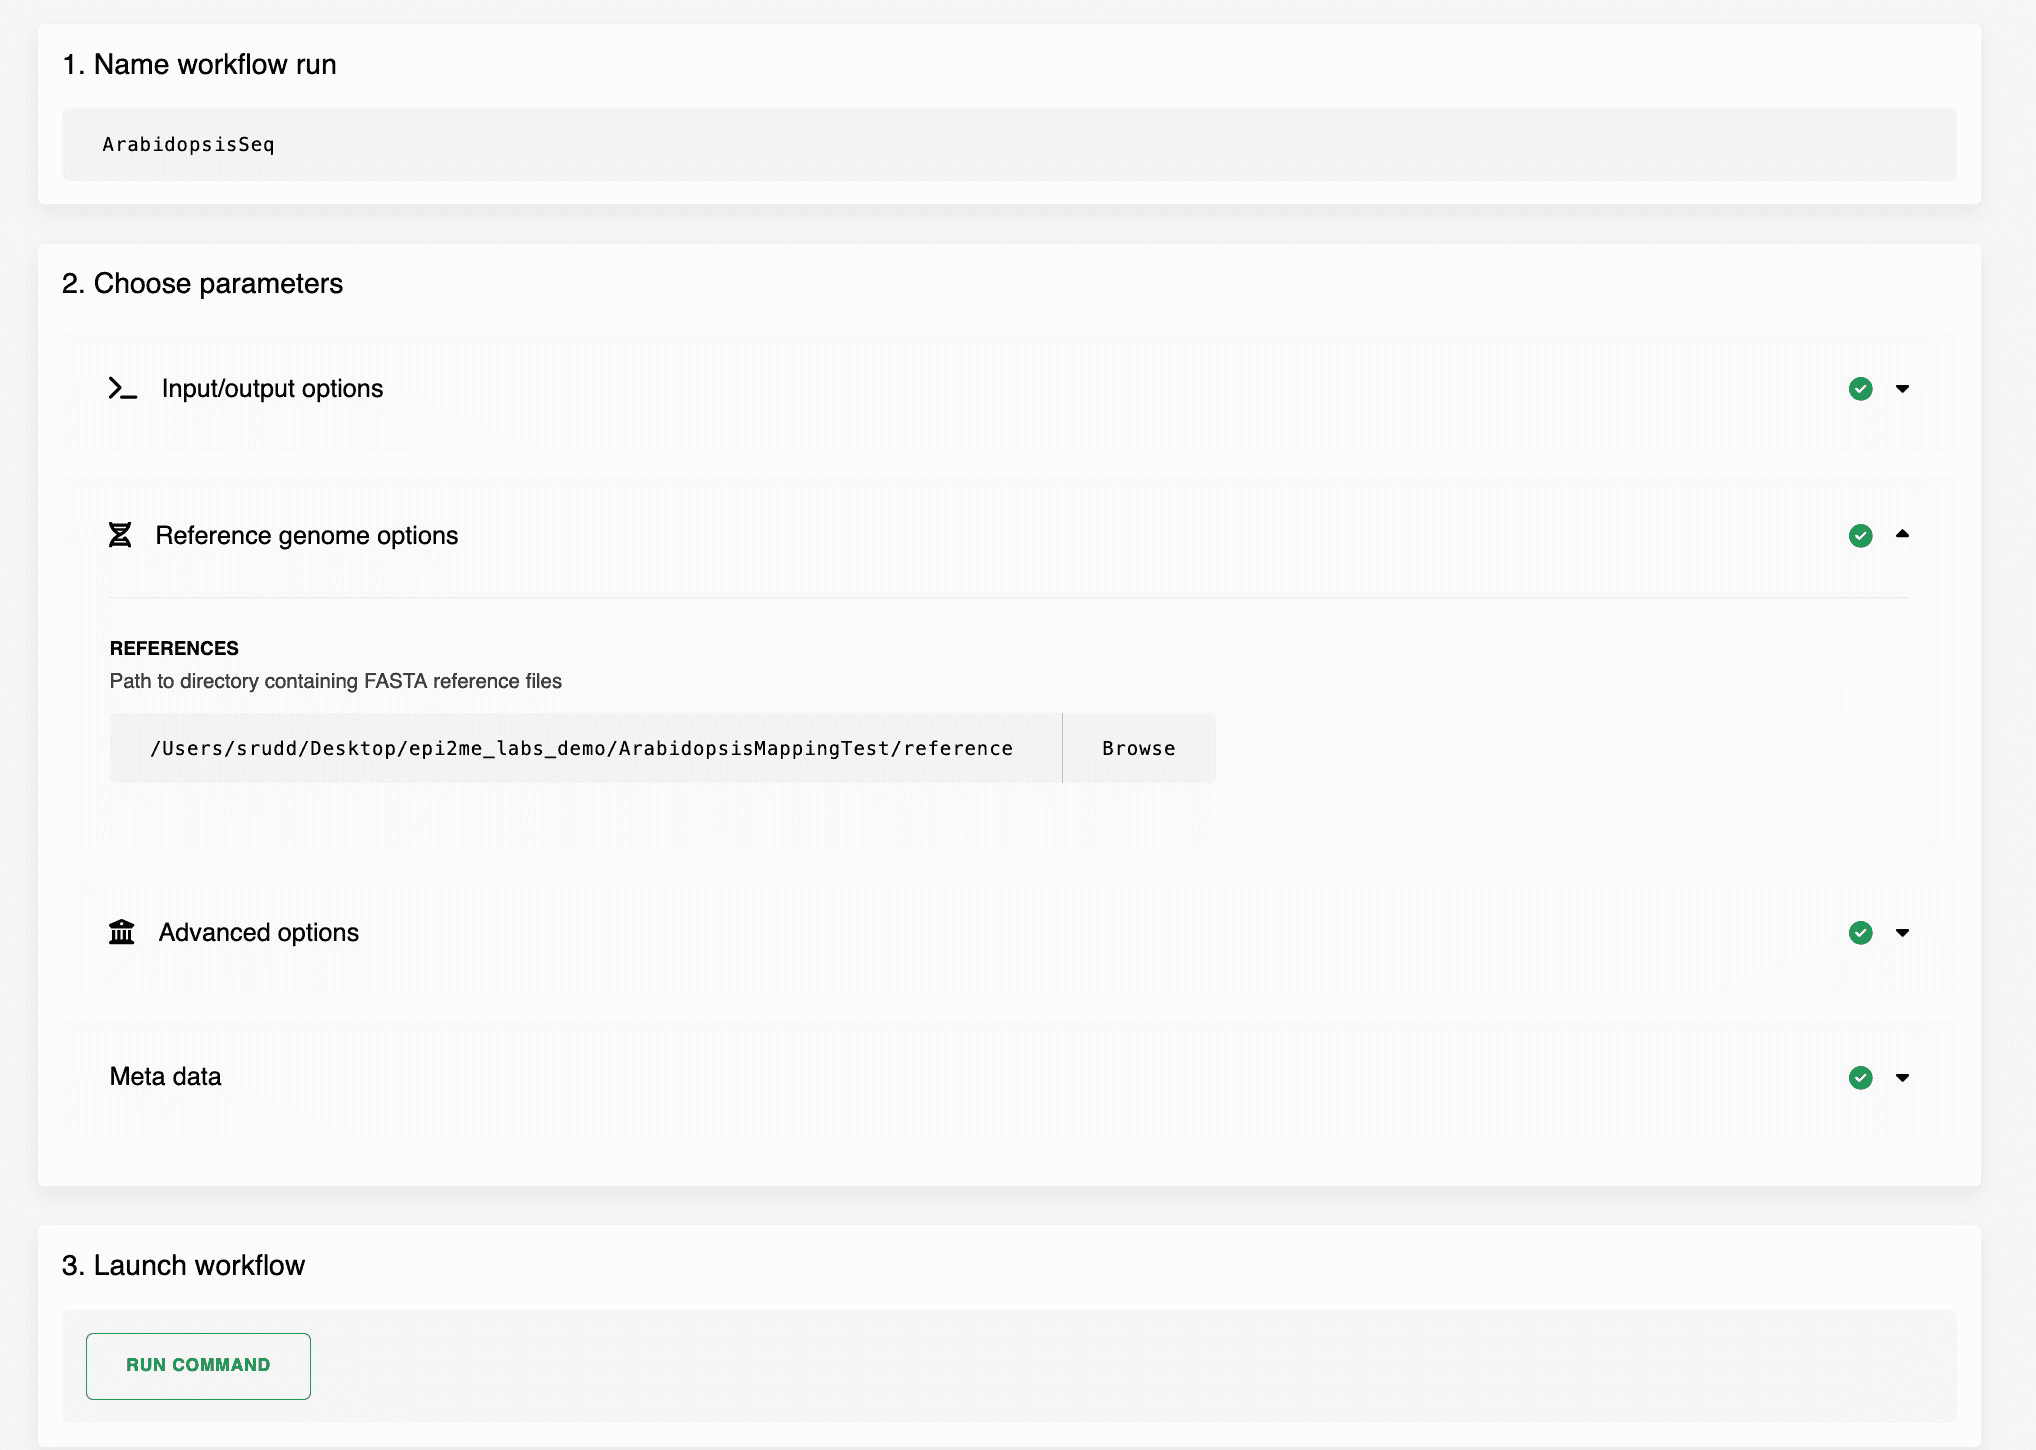 1. Name workflow run
ArabidopsisSeq
2. Choose parameters
Input/output options
Reference genome options
REFERENCES
Path to directory containing FASTA reference files
/Users/srudd/Desktop/epi2me_labs_demo/ArabidopsisMappingTest/reference
Browse
Advanced options
Meta data
3. Launch workflow
RUN COMMAND